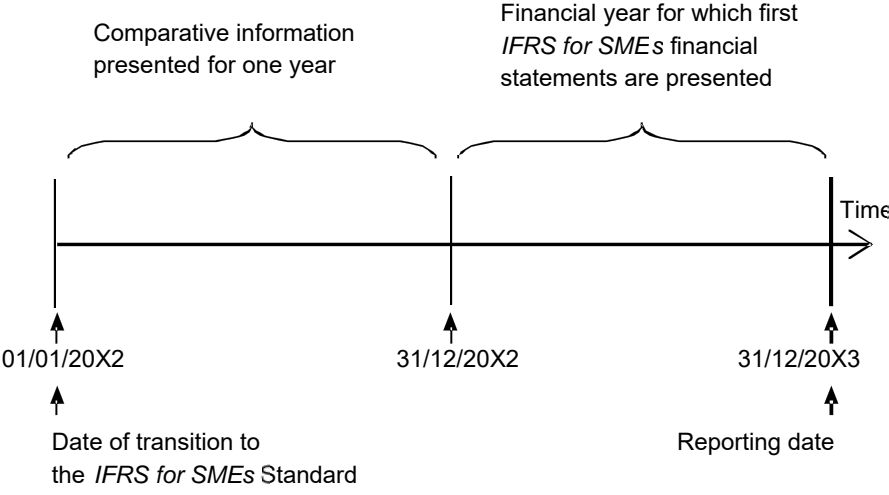 Comparative information
presented for one year
Financial year for which first
IFRS for SMEs financial
statements are presented
Time
01/01/20X2
31/12/20X2
31/12/20X3
Date of transition to
the IFRS for SMEs Standard
Reporting date